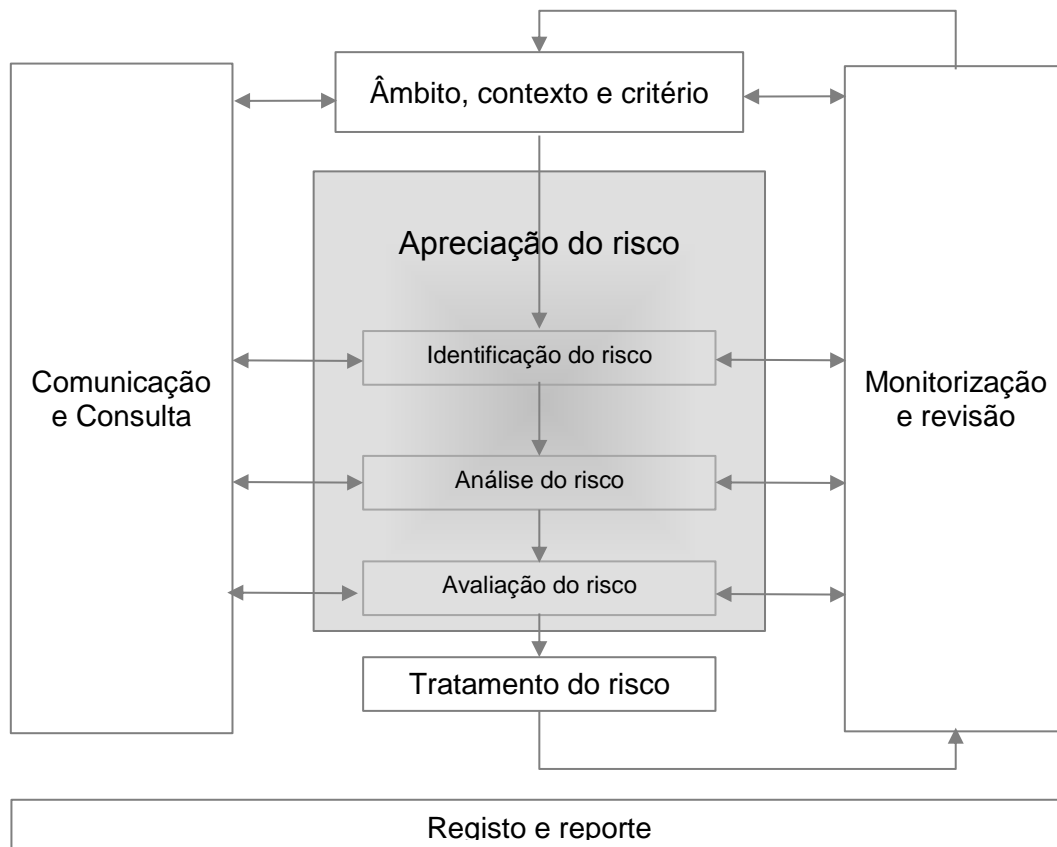 Âmbito, contexto e critério
Apreciação do risco
Identificação do risco
Comunicação
e Consulta
Monitorização
e revisão
Análise do risco
Avaliação do risco
Tratamento do risco
Registo e reporte